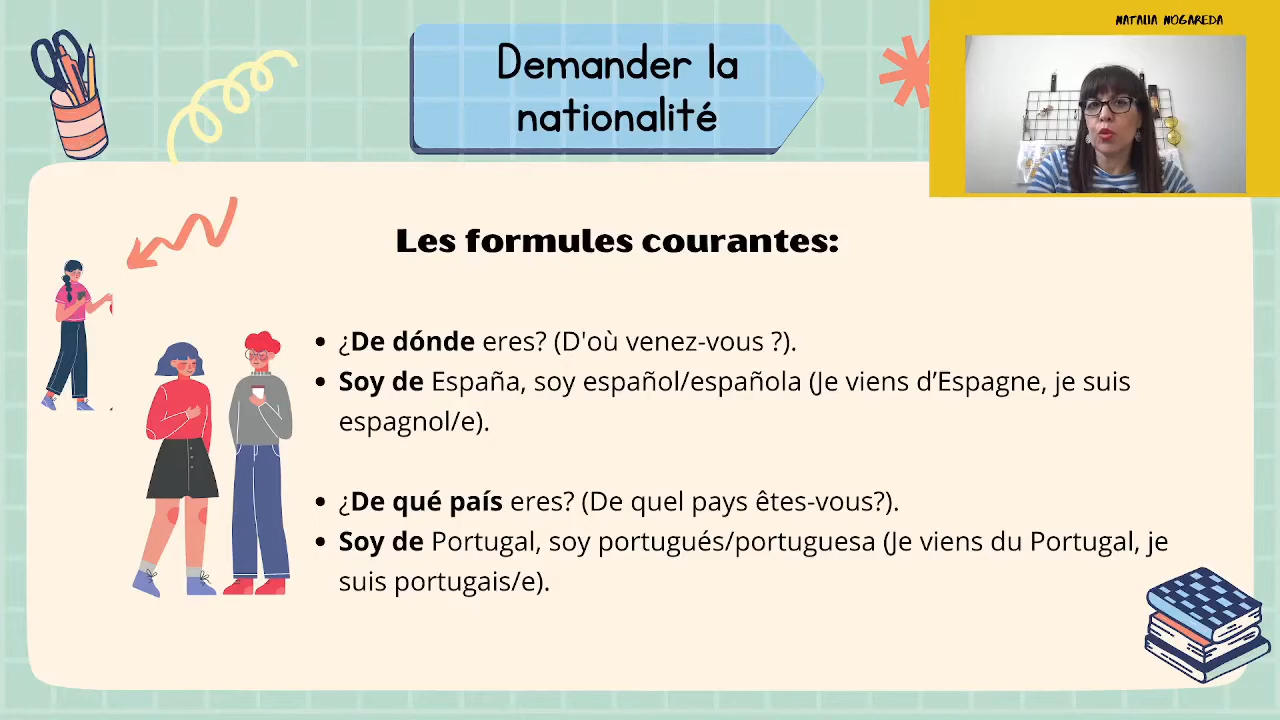 NATALIA NOGAREDA
Demander la
nationalité
Les formules courantes:
• ¿De dónde eres? (D'où venez-vous ?).
• Soy de España, soy español/española (Je viens d’Espagne, je suis
espagnol/e).
• ¿De qué país eres? (De quel pays êtes-vous?).
• Soy de Portugal, soy portugués/portuguesa (Je viens du Portugal, je
suis portugais/e).